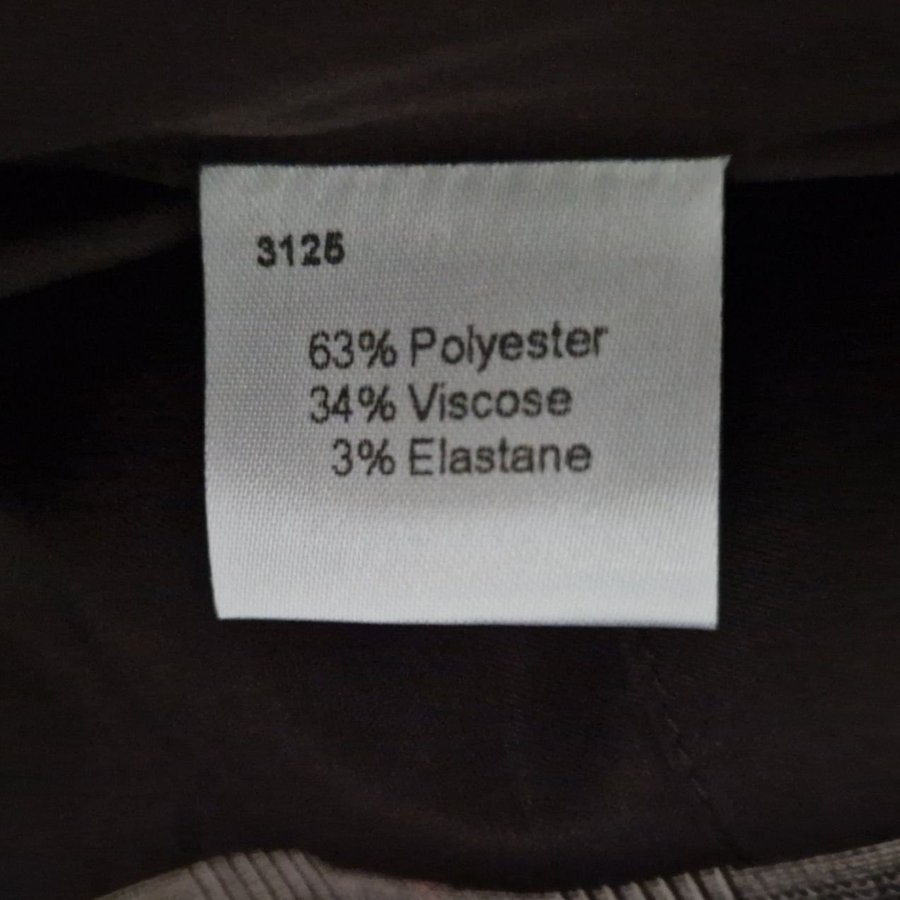 3125
63% Polyester
34% Viscose
3% Elastane